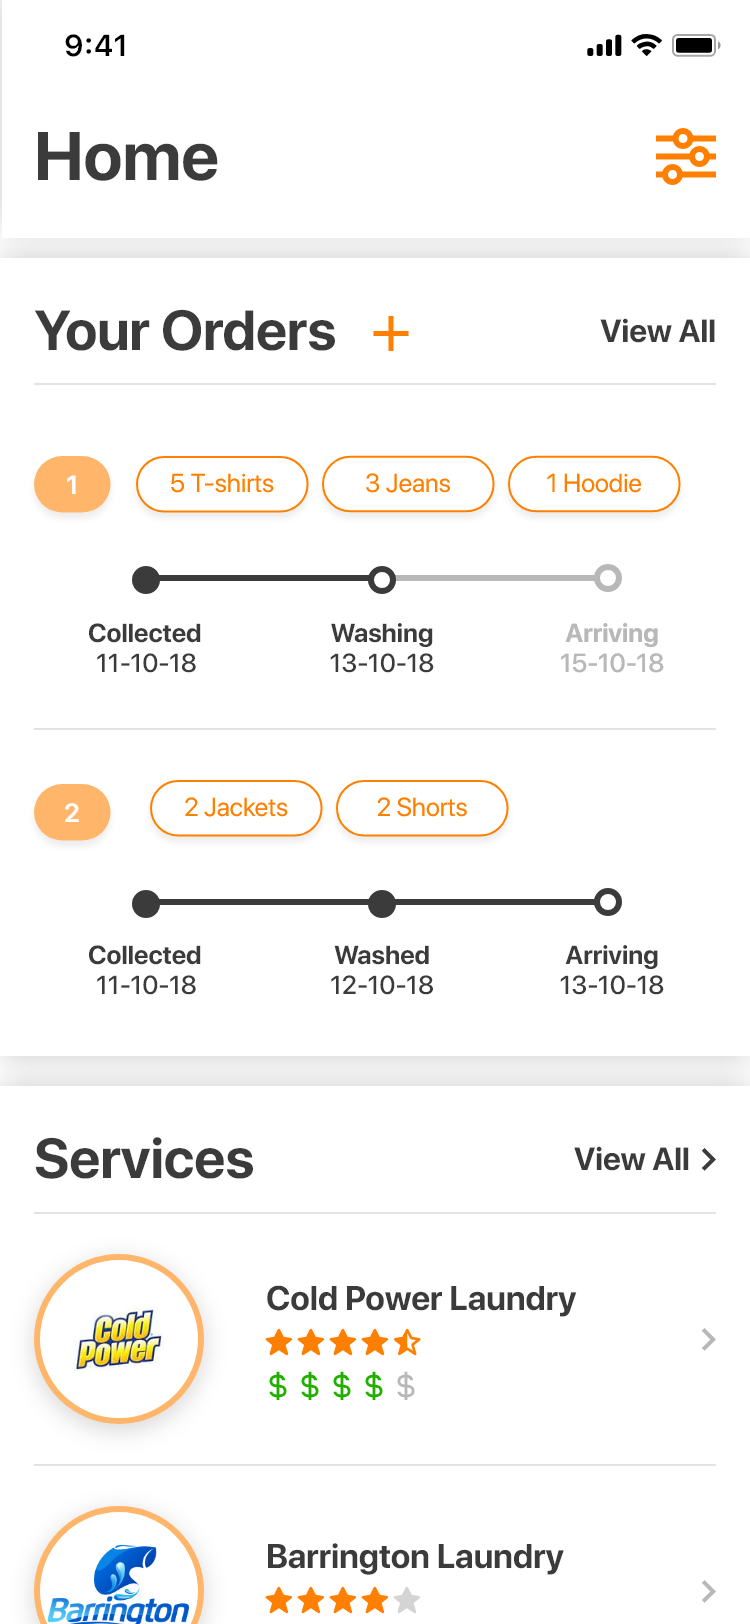 9:41
Home
Your Orders + View All
1 5 T-shirts 3 Jeans 1 Hoodie
Collected Washing Arriving
11-10-18 13-10-18 15-10-18
2 2 Jackets 2 Shorts
Collected Washed Arriving
11-10-18 12-10-18 13-10-18
Services View All >
Cold Power Laundry
Cold
Power
$ $ $ $ $
Barrington Laundry
Barrington